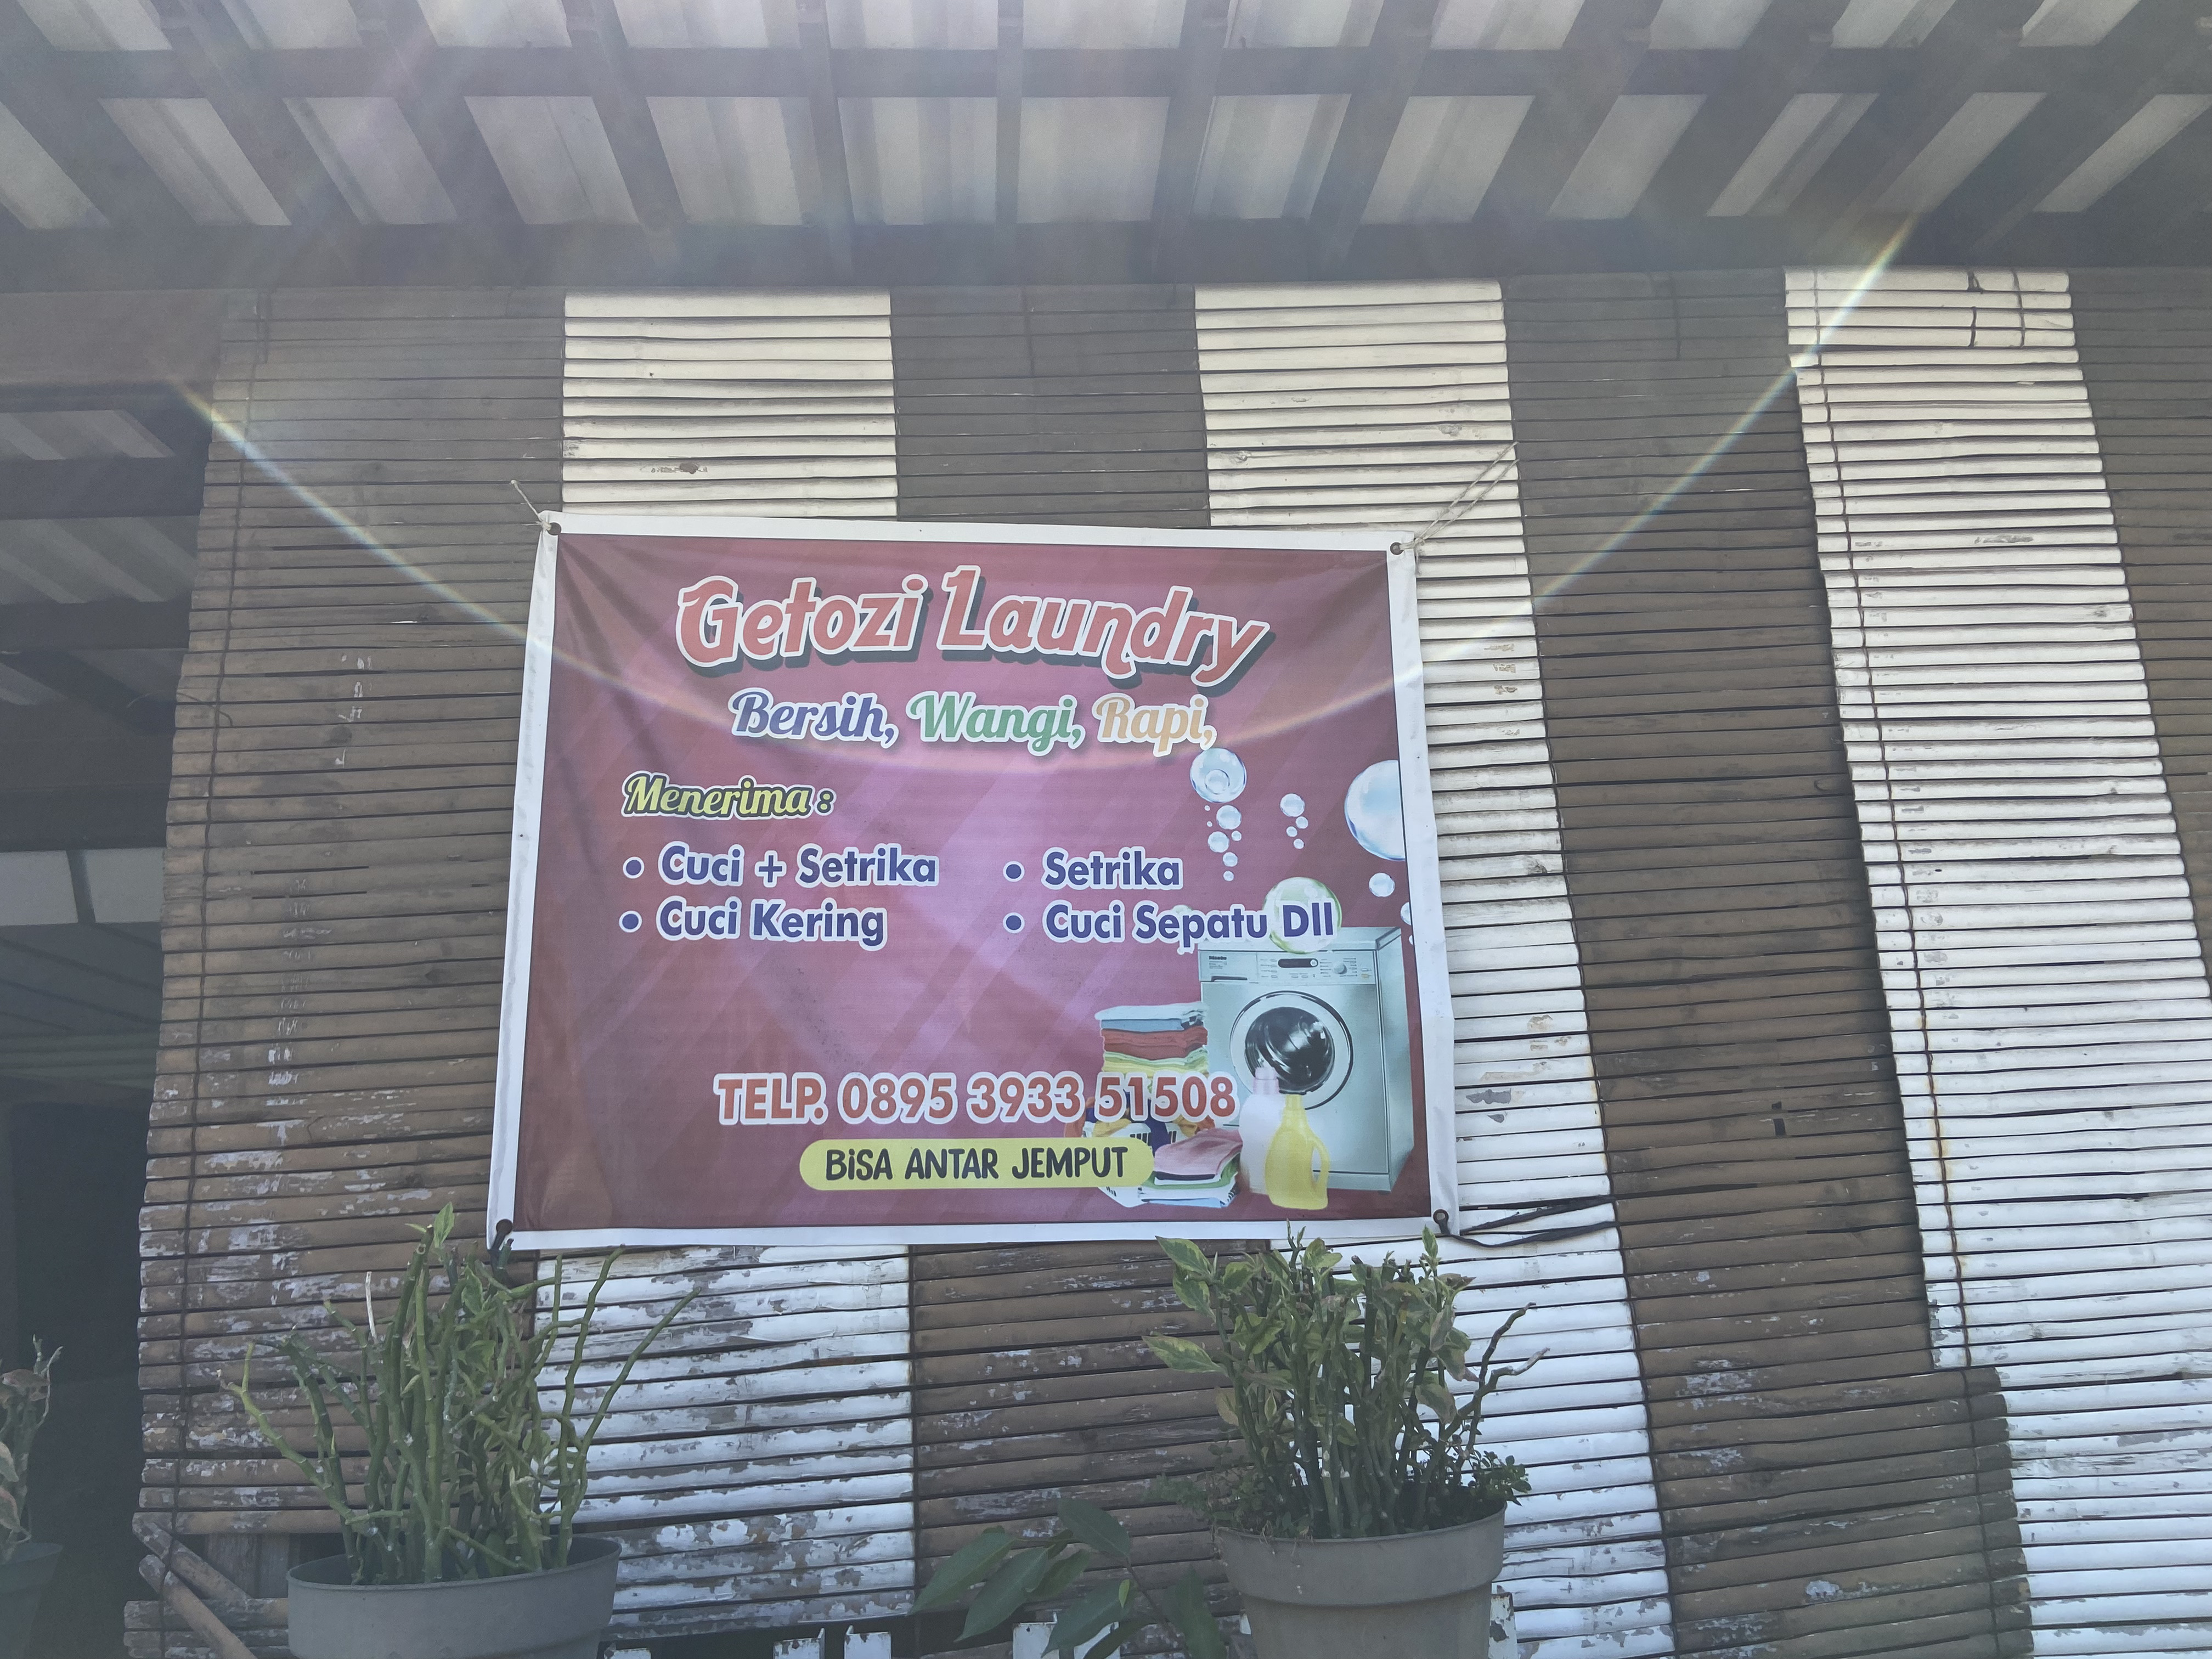 Getozi Laundry
Bersih, Wangi, Rapi,
Menerima :
• Cuci + Setrika
• Cuci Kering
• Setrika
• Cuci Sepatu Dll
TELP. 0895 3933 51508
BISA ANTAR JEMPUT